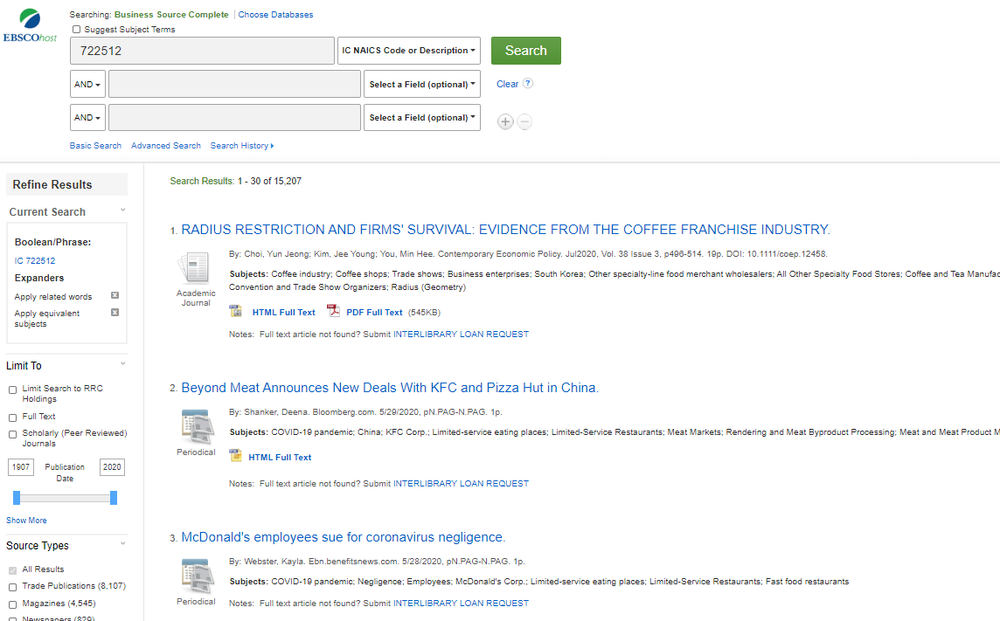 EBSCOhost
Searching: Business Source Complete | Choose Databases
Suggest Subject Terms
722512 IC NAICS Code or Description Search
AND Select a Field (optional) Clear ?
AND Select a Field (optional) + −
Basic Search Advanced Search Search History
Refine Results
Current Search
Boolean/Phrase:
IC 722512
Expanders
Apply related words x
Apply equivalent x
subjects
Limit To
Limit Search to RRC
Holdings
Full Text
Scholarly (Peer Reviewed)
Journals
1907 Publication 2020
Date
Show More
Source Types
All Results
Trade Publications (8,107)
Magazines (4,545)
Newspapers (829)
Search Results: 1 - 30 of 15,207
1. RADIUS RESTRICTION AND FIRMS' SURVIVAL: EVIDENCE FROM THE COFFEE FRANCHISE INDUSTRY.
Academic
Journal
By: Choi, Yun Jeong; Kim, Jee Young; You, Min Hee. Contemporary Economic Policy. Jul2020, Vol. 38 Issue 3, p496-514. 19p. DOI: 10.1111/coep.12458.
Subjects: Coffee industry; Coffee shops; Trade shows; Business enterprises; South Korea; Other specialty-line food merchant wholesalers; All Other Specialty Food Stores; Coffee and Tea Manufac
Convention and Trade Show Organizers; Radius (Geometry)
HTML Full Text PDF Full Text (545KB)
Notes: Full text article not found? Submit INTERLIBRARY LOAN REQUEST
2. Beyond Meat Announces New Deals With KFC and Pizza Hut in China.
Periodical
By: Shanker, Deena. Bloomberg.com. 5/29/2020, pN.PAG-N.PAG. 1p.
Subjects: COVID-19 pandemic; China; KFC Corp.; Limited-service eating places; Limited-Service Restaurants; Meat Markets; Rendering and Meat Byproduct Processing; Meat and Meat Product M
HTML Full Text
Notes: Full text article not found? Submit INTERLIBRARY LOAN REQUEST
3. McDonald's employees sue for coronavirus negligence.
Periodical
By: Webster, Kayla. Ebn.benefitsnews.com. 5/28/2020, pN.PAG-N.PAG. 1p.
Subjects: COVID-19 pandemic; Negligence; Employees; McDonald's Corp.; Limited-service eating places; Limited-Service Restaurants; Fast food restaurants
Notes: Full text article not found? Submit INTERLIBRARY LOAN REQUEST